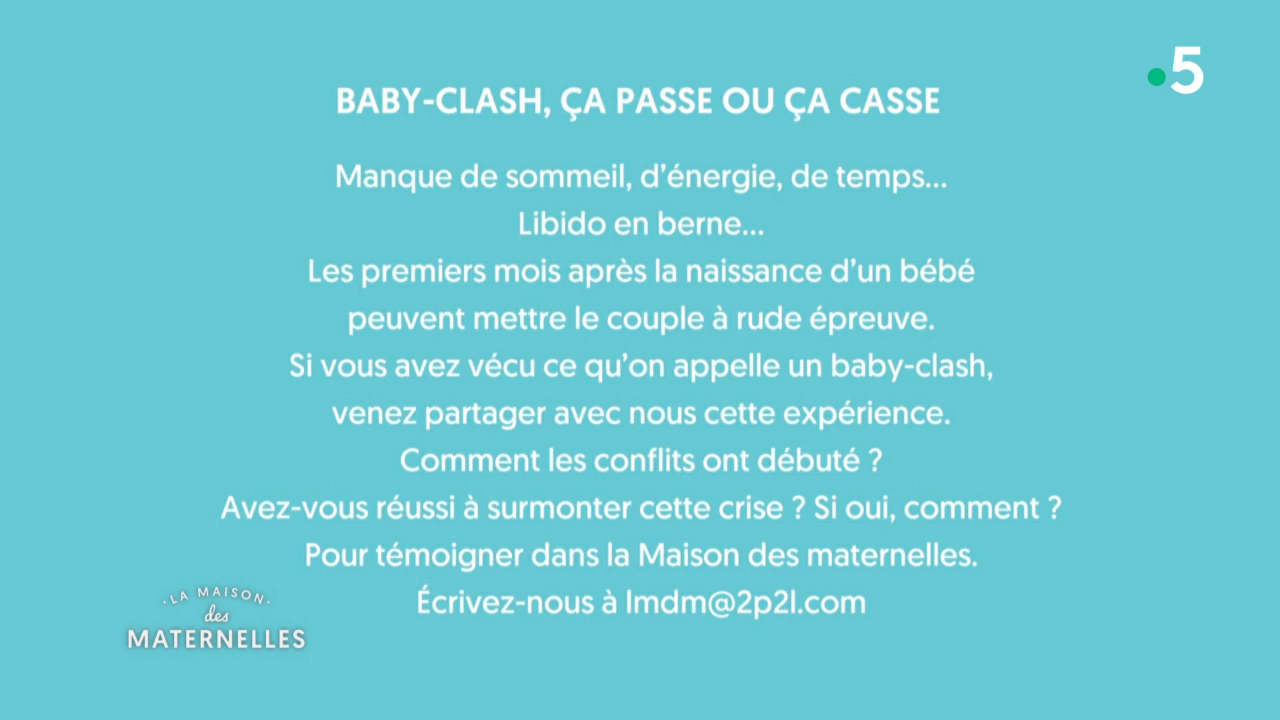 5
BABY-CLASH, ÇA PASSE OU ÇA CASSE
Manque de sommeil, d’énergie, de temps...
Libido en berne...
Les premiers mois après la naissance d’un bébé
peuvent mettre le couple à rude épreuve.
Si vous avez vécu ce qu’on appelle un baby-clash,
venez partager avec nous cette expérience.
Comment les conflits ont débuté ?
Avez-vous réussi à surmonter cette crise ? Si oui, comment ?
Pour témoigner dans la Maison des maternelles.
Écrivez-nous à lmdm@2p2l.com
·LA MAISON·
des
MATERNELLES